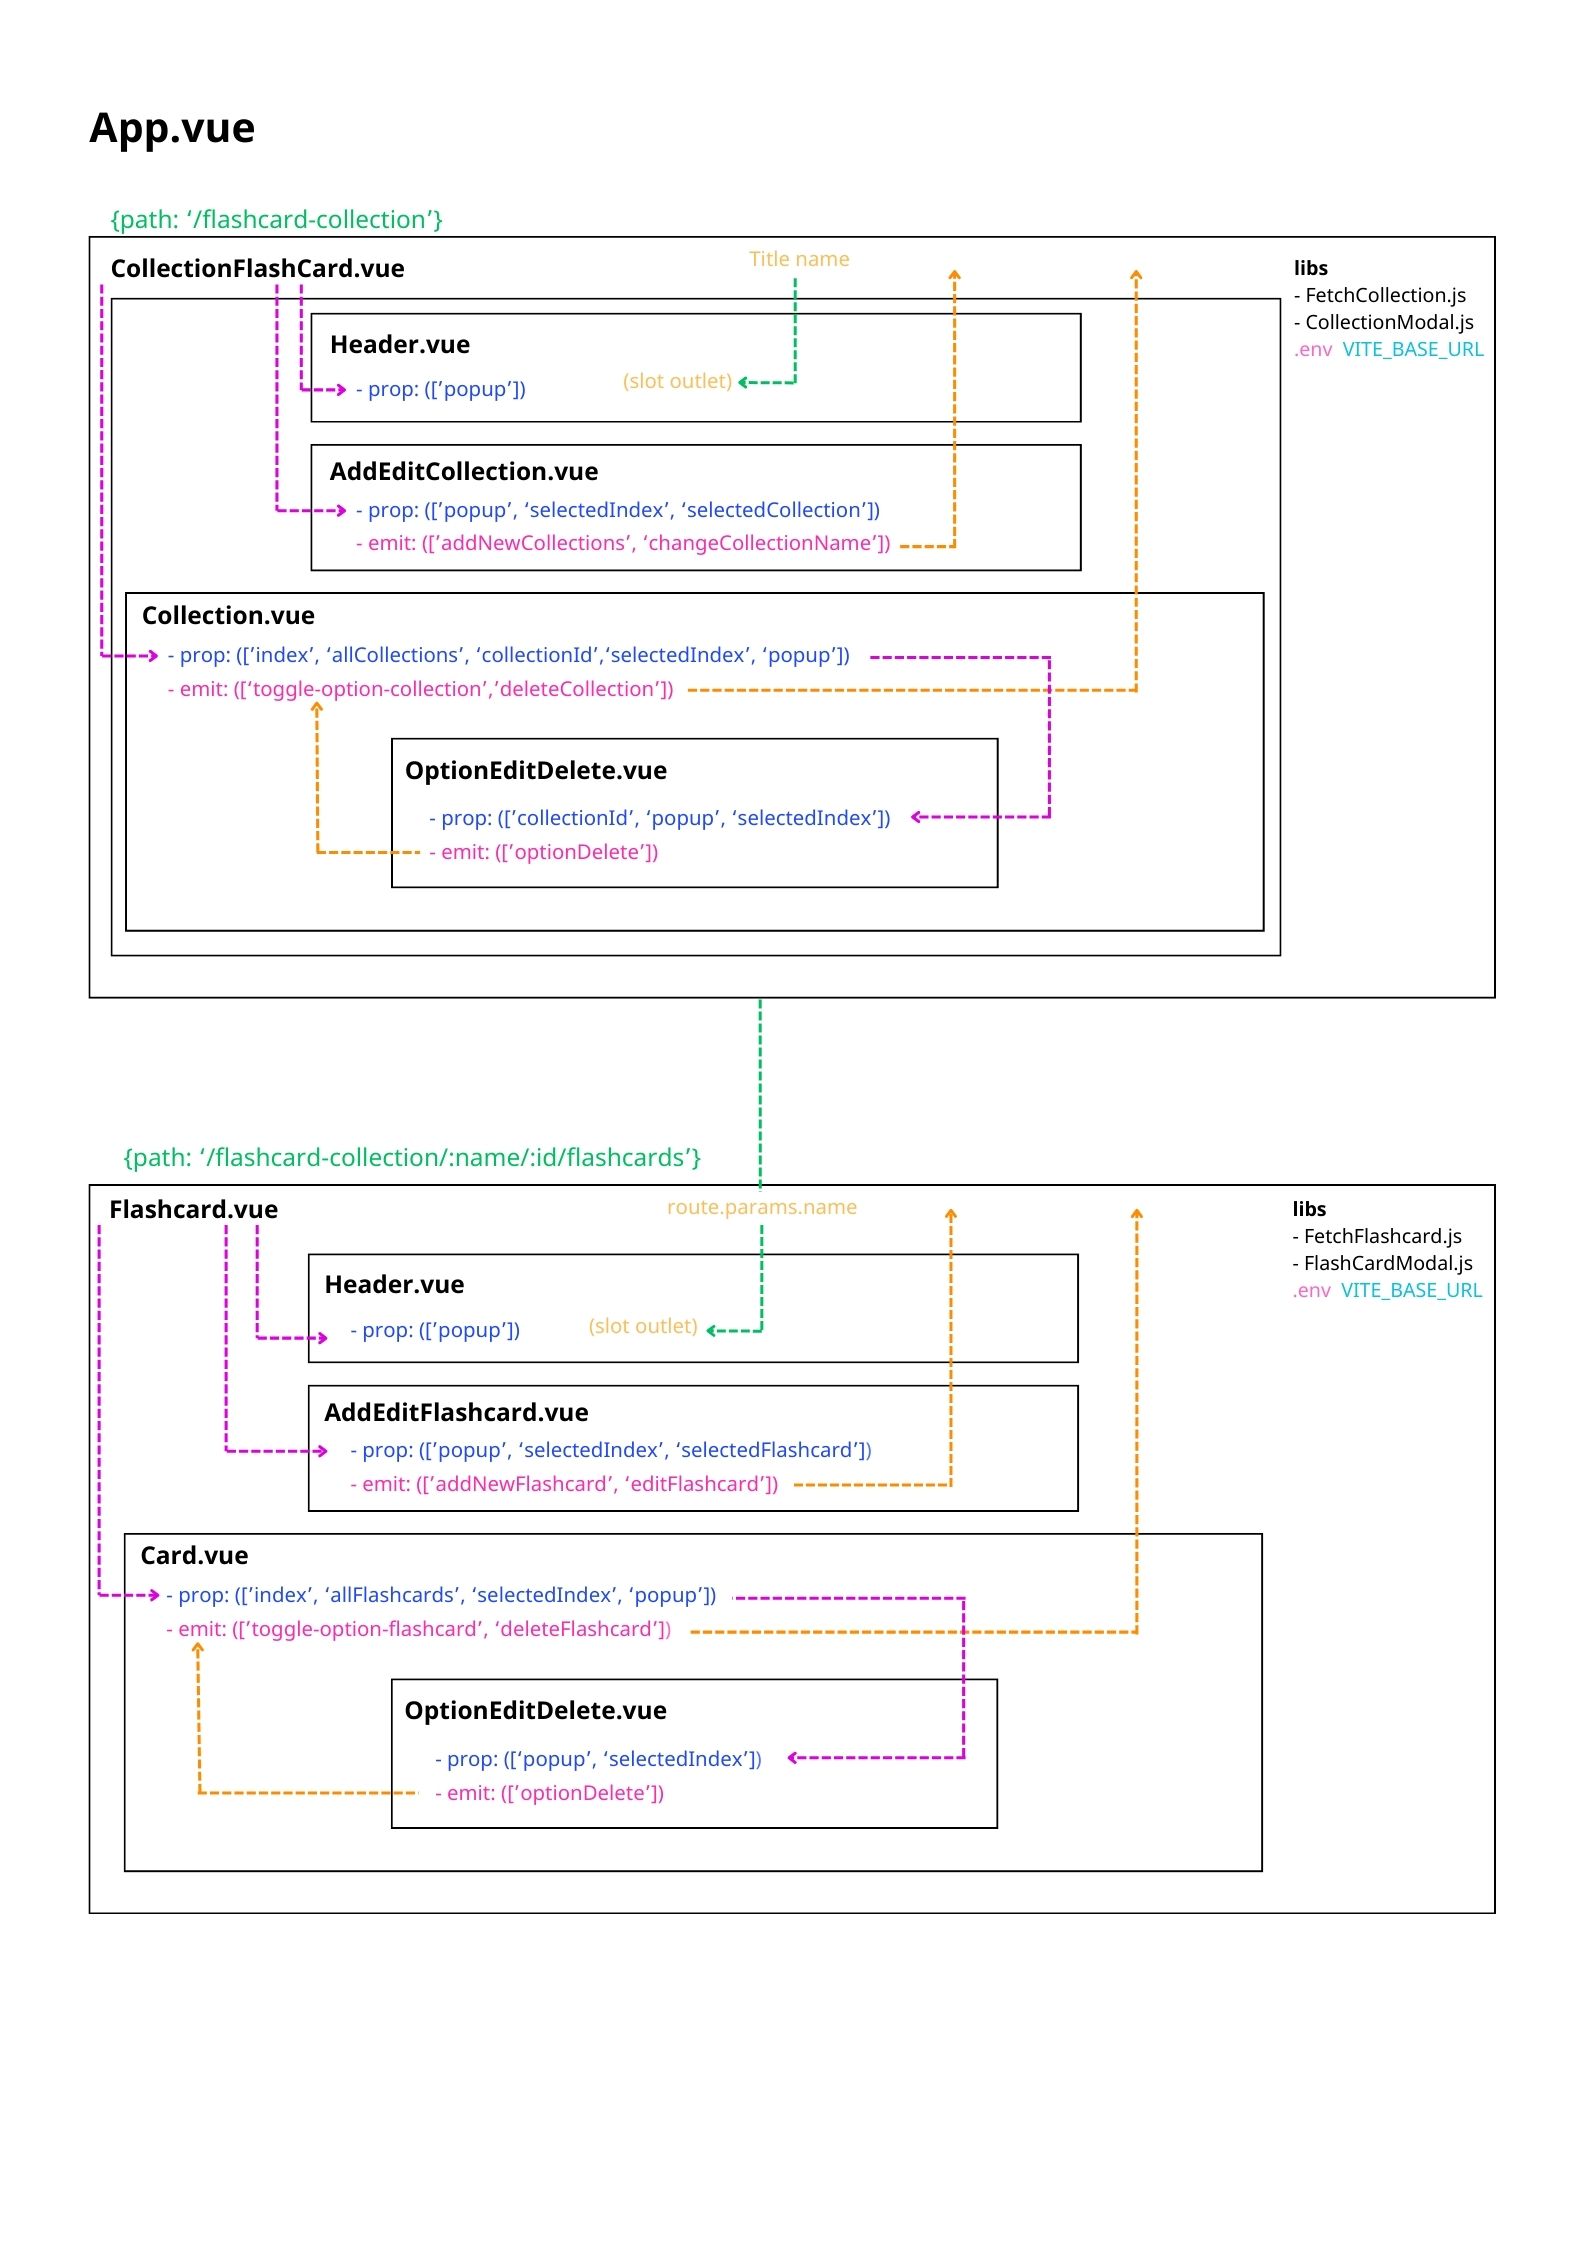 App.vue
{path: ‘/flashcard-collection’}
CollectionFlashCard.vue
Title name
libs
- FetchCollection.js
- CollectionModal.js
.env VITE_BASE_URL
Header.vue
- prop: ([’popup’])
(slot outlet)
AddEditCollection.vue
- prop: ([’popup’, ‘selectedIndex’, ‘selectedCollection’])
- emit: ([’addNewCollections’, ‘changeCollectionName’])
Collection.vue
- prop: ([’index’, ‘allCollections’, ‘collectionId’,‘selectedIndex’, ‘popup’])
- emit: ([‘toggle-option-collection’,’deleteCollection’])
OptionEditDelete.vue
- prop: ([’collectionId’, ‘popup’, ‘selectedIndex’])
- emit: ([’optionDelete’])
{path: ‘/flashcard-collection/:name/:id/flashcards’}
Flashcard.vue
route.params.name
libs
- FetchFlashcard.js
- FlashCardModal.js
.env VITE_BASE_URL
Header.vue
- prop: ([’popup’])
(slot outlet)
AddEditFlashcard.vue
- prop: ([’popup’, ‘selectedIndex’, ‘selectedFlashcard’])
- emit: ([’addNewFlashcard’, ‘editFlashcard’])
Card.vue
- prop: ([’index’, ‘allFlashcards’, ‘selectedIndex’, ‘popup’])
- emit: ([’toggle-option-flashcard’, ‘deleteFlashcard’])
OptionEditDelete.vue
- prop: ([‘popup’, ‘selectedIndex’])
- emit: ([’optionDelete’])